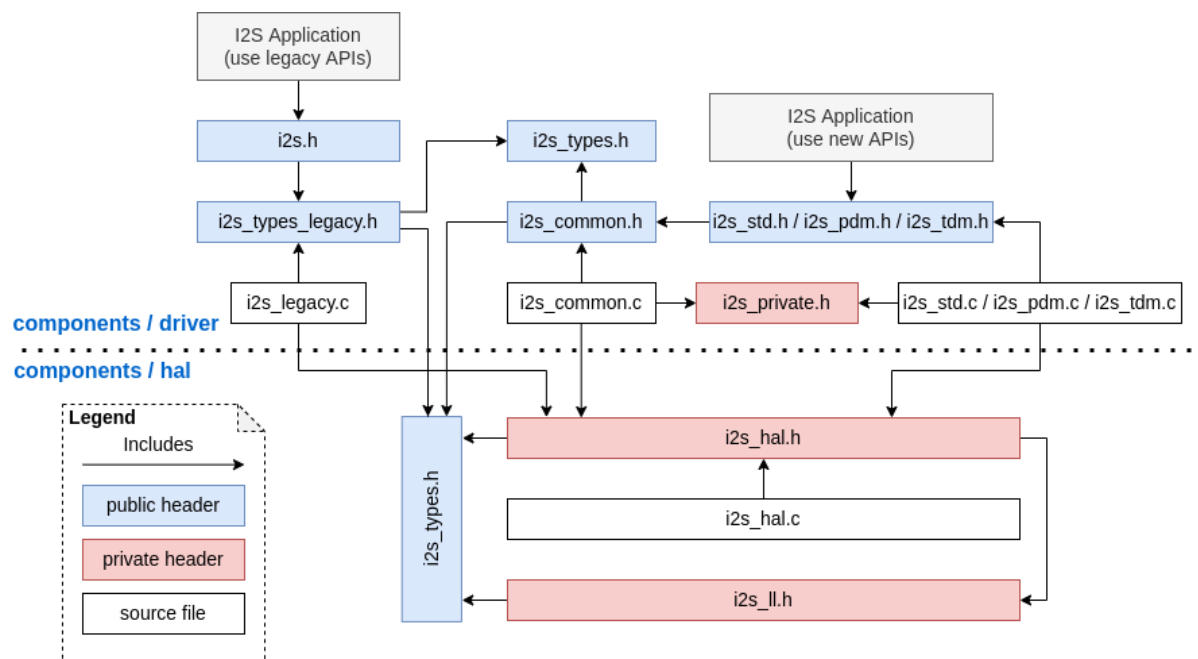 I2S Application
(use legacy APIs)
I2S Application
(use new APIs)
i2s.h
i2s_types.h
i2s_types_legacy.h
i2s_common.h
i2s_std.h / i2s_pdm.h / i2s_tdm.h
i2s_legacy.c
i2s_common.c
i2s_private.h
i2s_std.c / i2s_pdm.c / i2s_tdm.c
components / driver
components / hal
Legend
Includes
public header
private header
source file
i2s_types.h
i2s_hal.h
i2s_hal.c
i2s_ll.h